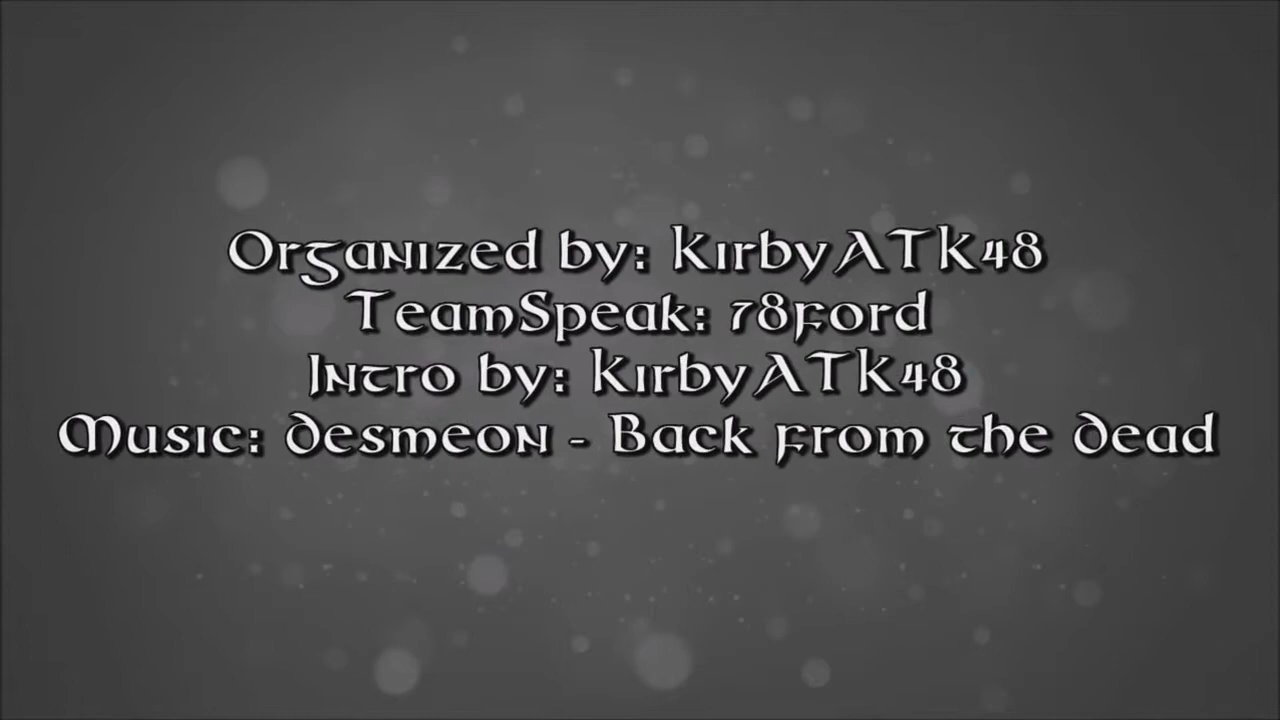 Organized by: KirbyATK48
TeamSpeak: 78Ford
Intro by: KirbyATK48
Music: Desmeon - Back From the Dead